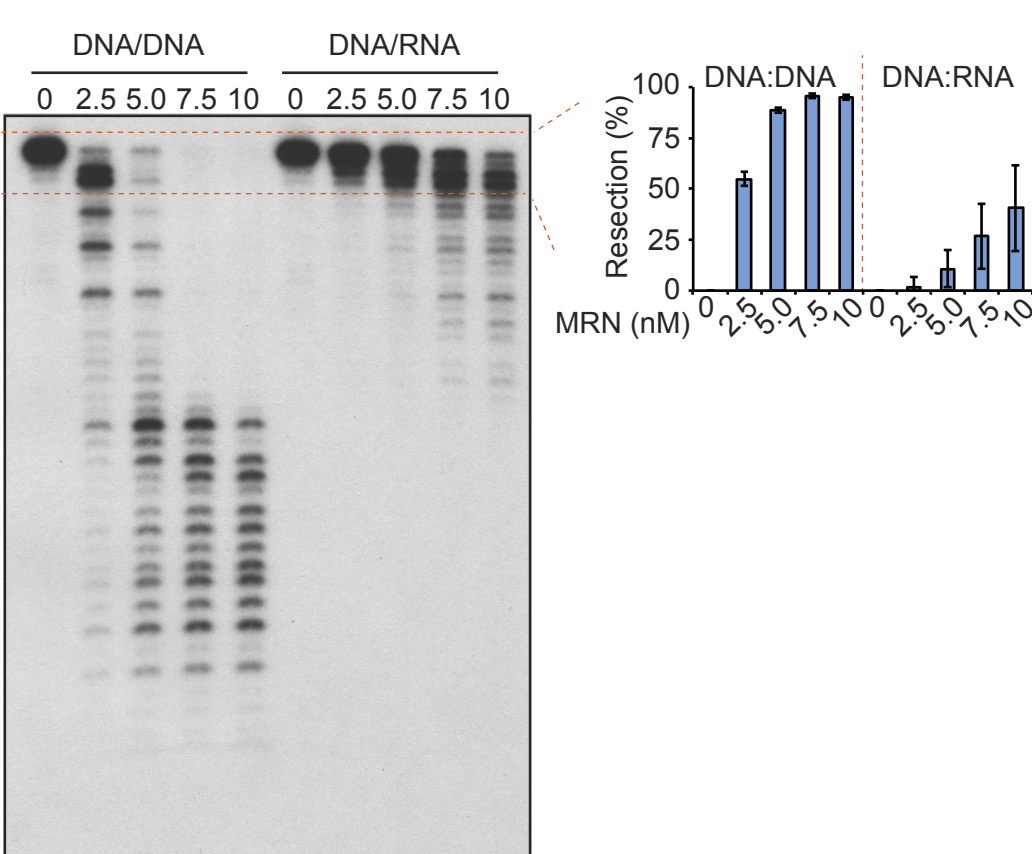 DNA/DNA DNA/RNA
0 2.5 5.0 7.5 10 0 2.5 5.0 7.5 10
Resection (%)
100
75
50
25
0
DNA:DNA DNA:RNA
MRN (nM) 0 2.5 5.0 7.5 10 0 2.5 5.0 7.5 10